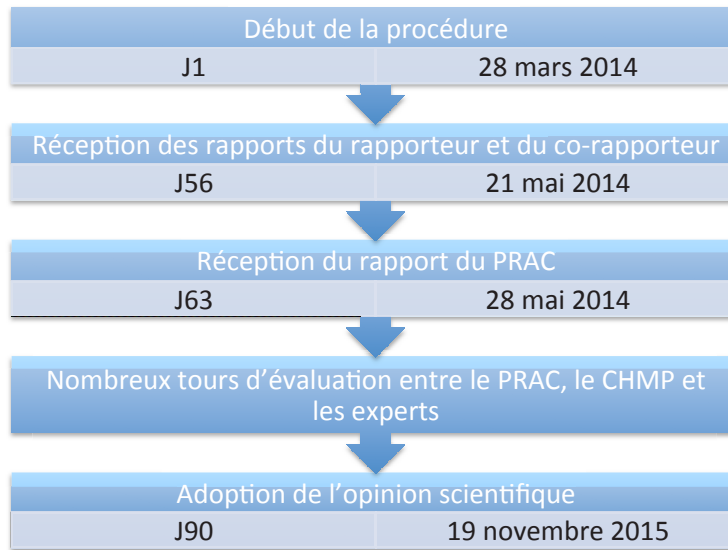 Début de la procédure
J1 28 mars 2014
Réception des rapports du rapporteur et du co-rapporteur
J56 21 mai 2014
Réception du rapport du PRAC
J63 28 mai 2014
Nombreux tours d’évaluation entre le PRAC, le CHMP et
les experts
Adoption de l’opinion scientifique
J90 19 novembre 2015